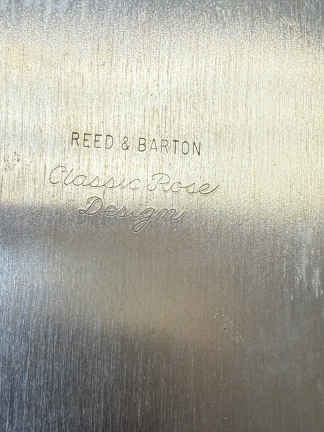 REED & BARTON
Classic Rose
Design